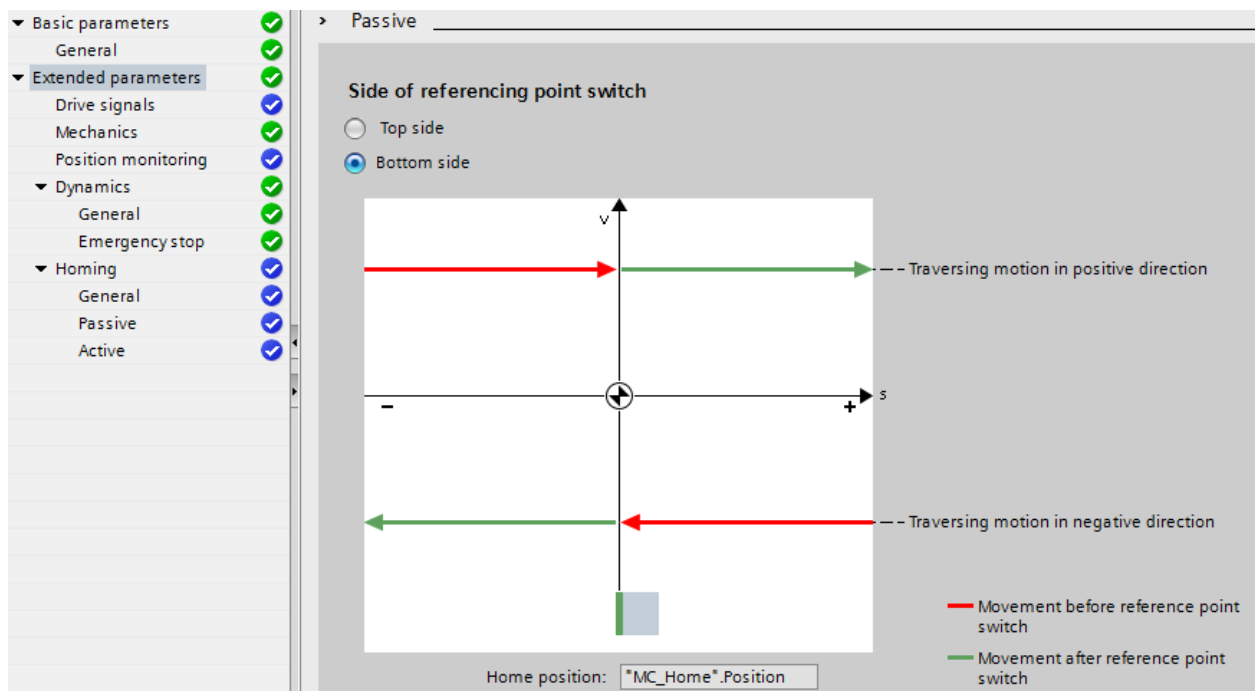 Basic parameters
General
Extended parameters
Drive signals
Mechanics
Position monitoring
Dynamics
General
Emergency stop
Homing
General
Passive
Active
Passive
Side of referencing point switch
Top side
Bottom side
v
Traversing motion in positive direction
s
− +
Traversing motion in negative direction
Movement before reference point
switch
Movement after reference point
switch
Home position: "MC_Home".Position